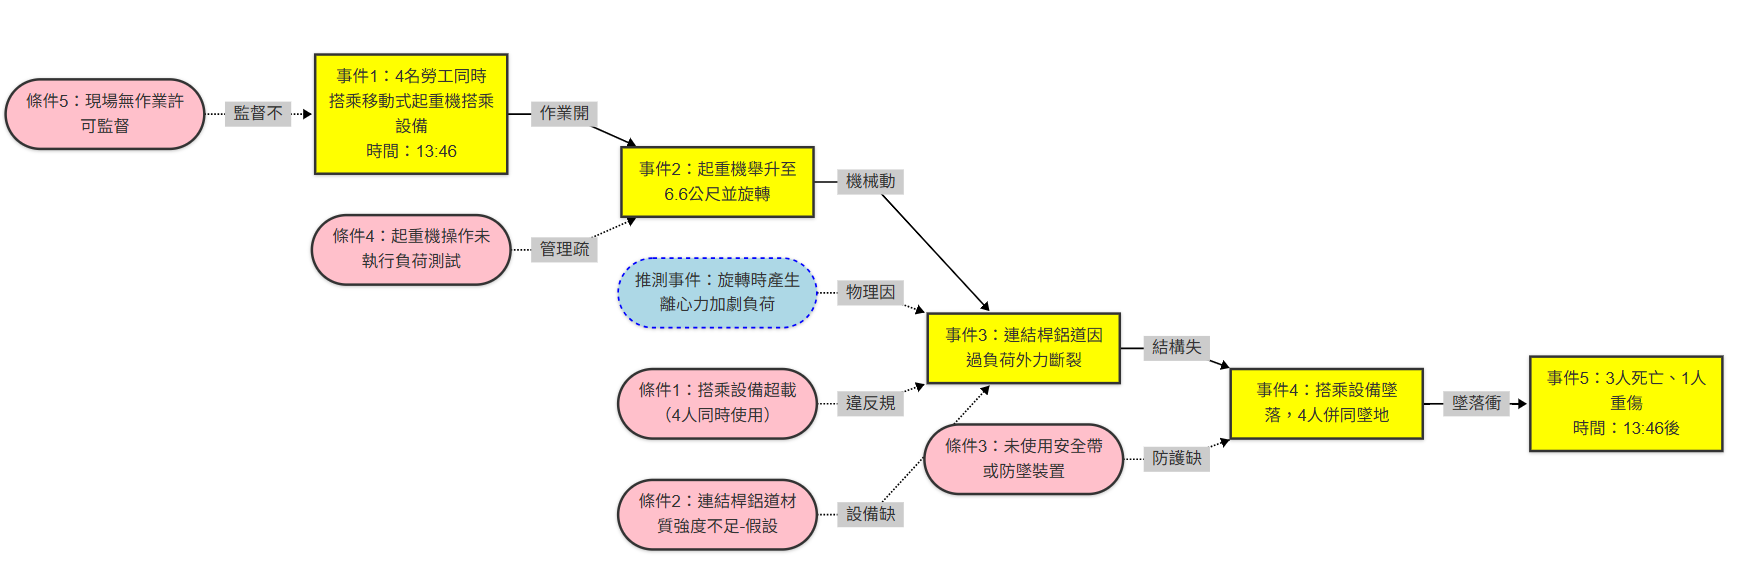 條件5：現場無作業許
可監督
監督不
事件1：4名勞工同時
搭乘移動式起重機搭乘
設備
時間：13:46
作業開
事件2：起重機舉升至
6.6公尺並旋轉
機械動
條件4：起重機操作未
執行負荷測試
管理疏
推測事件：旋轉時產生
離心力加劇負荷
物理因
事件3：連結桿鋁道因
過負荷外力斷裂
結構失
條件1：搭乘設備超載
（4人同時使用）
違反規
條件2：連結桿鋁道材
質強度不足-假設
設備缺
條件3：未使用安全帶
或防墜裝置
防護缺
事件4：搭乘設備墜
落，4人併同墜地
墜落衝
事件5：3人死亡、1人
重傷
時間：13:46後